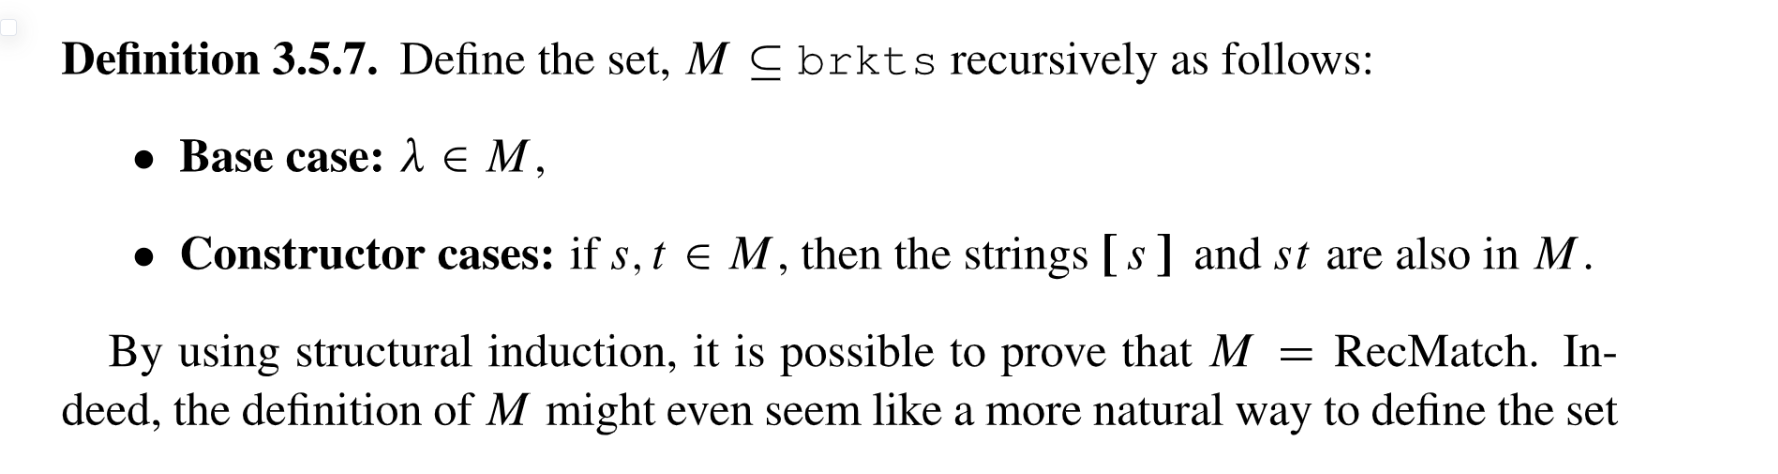 Definition 3.5.7. Define the set, M ⊆ brkts recursively as follows:
• Base case: λ ∈ M,
• Constructor cases: if s, t ∈ M, then the strings [s] and st are also in M.
By using structural induction, it is possible to prove that M = RecMatch. In-
deed, the definition of M might even seem like a more natural way to define the set